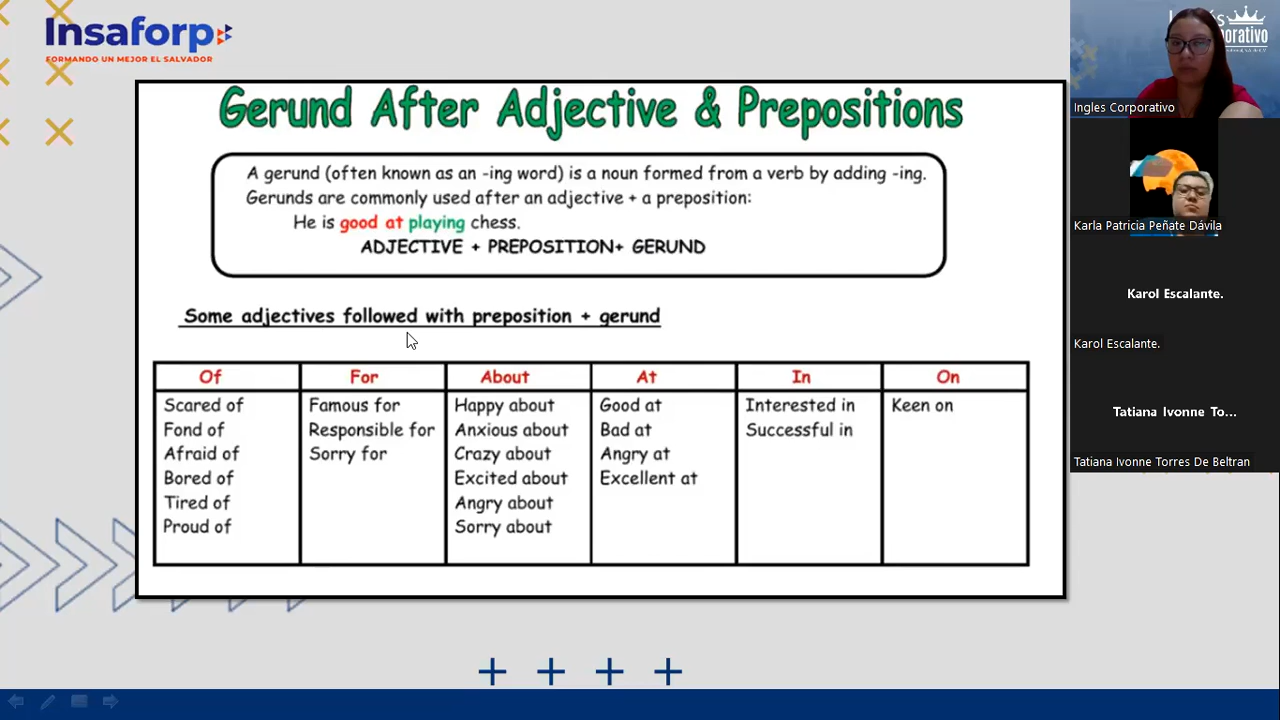 Insaforp
FORMANDO UN MEJOR EL SALVADOR
Gerund After Adjective & Prepositions
A gerund (often known as an -ing word) is a noun formed from a verb by adding -ing.
Gerunds are commonly used after an adjective + a preposition:
He is good at playing chess.
ADJECTIVE + PREPOSITION+ GERUND
Some adjectives followed with preposition + gerund
Of For About At In On
Scared of Famous for Happy about Good at Interested in Keen on
Fond of Responsible for Anxious about Bad at Successful in
Afraid of Sorry for Crazy about Angry at
Bored of Excited about Excellent at
Tired of Angry about
Proud of Sorry about
Ingles Corporativo
Karla Patricia Peñate Dávila
Karol Escalante.
Karol Escalante.
Tatiana Ivonne To...
Tatiana Ivonne Torres De Beltran